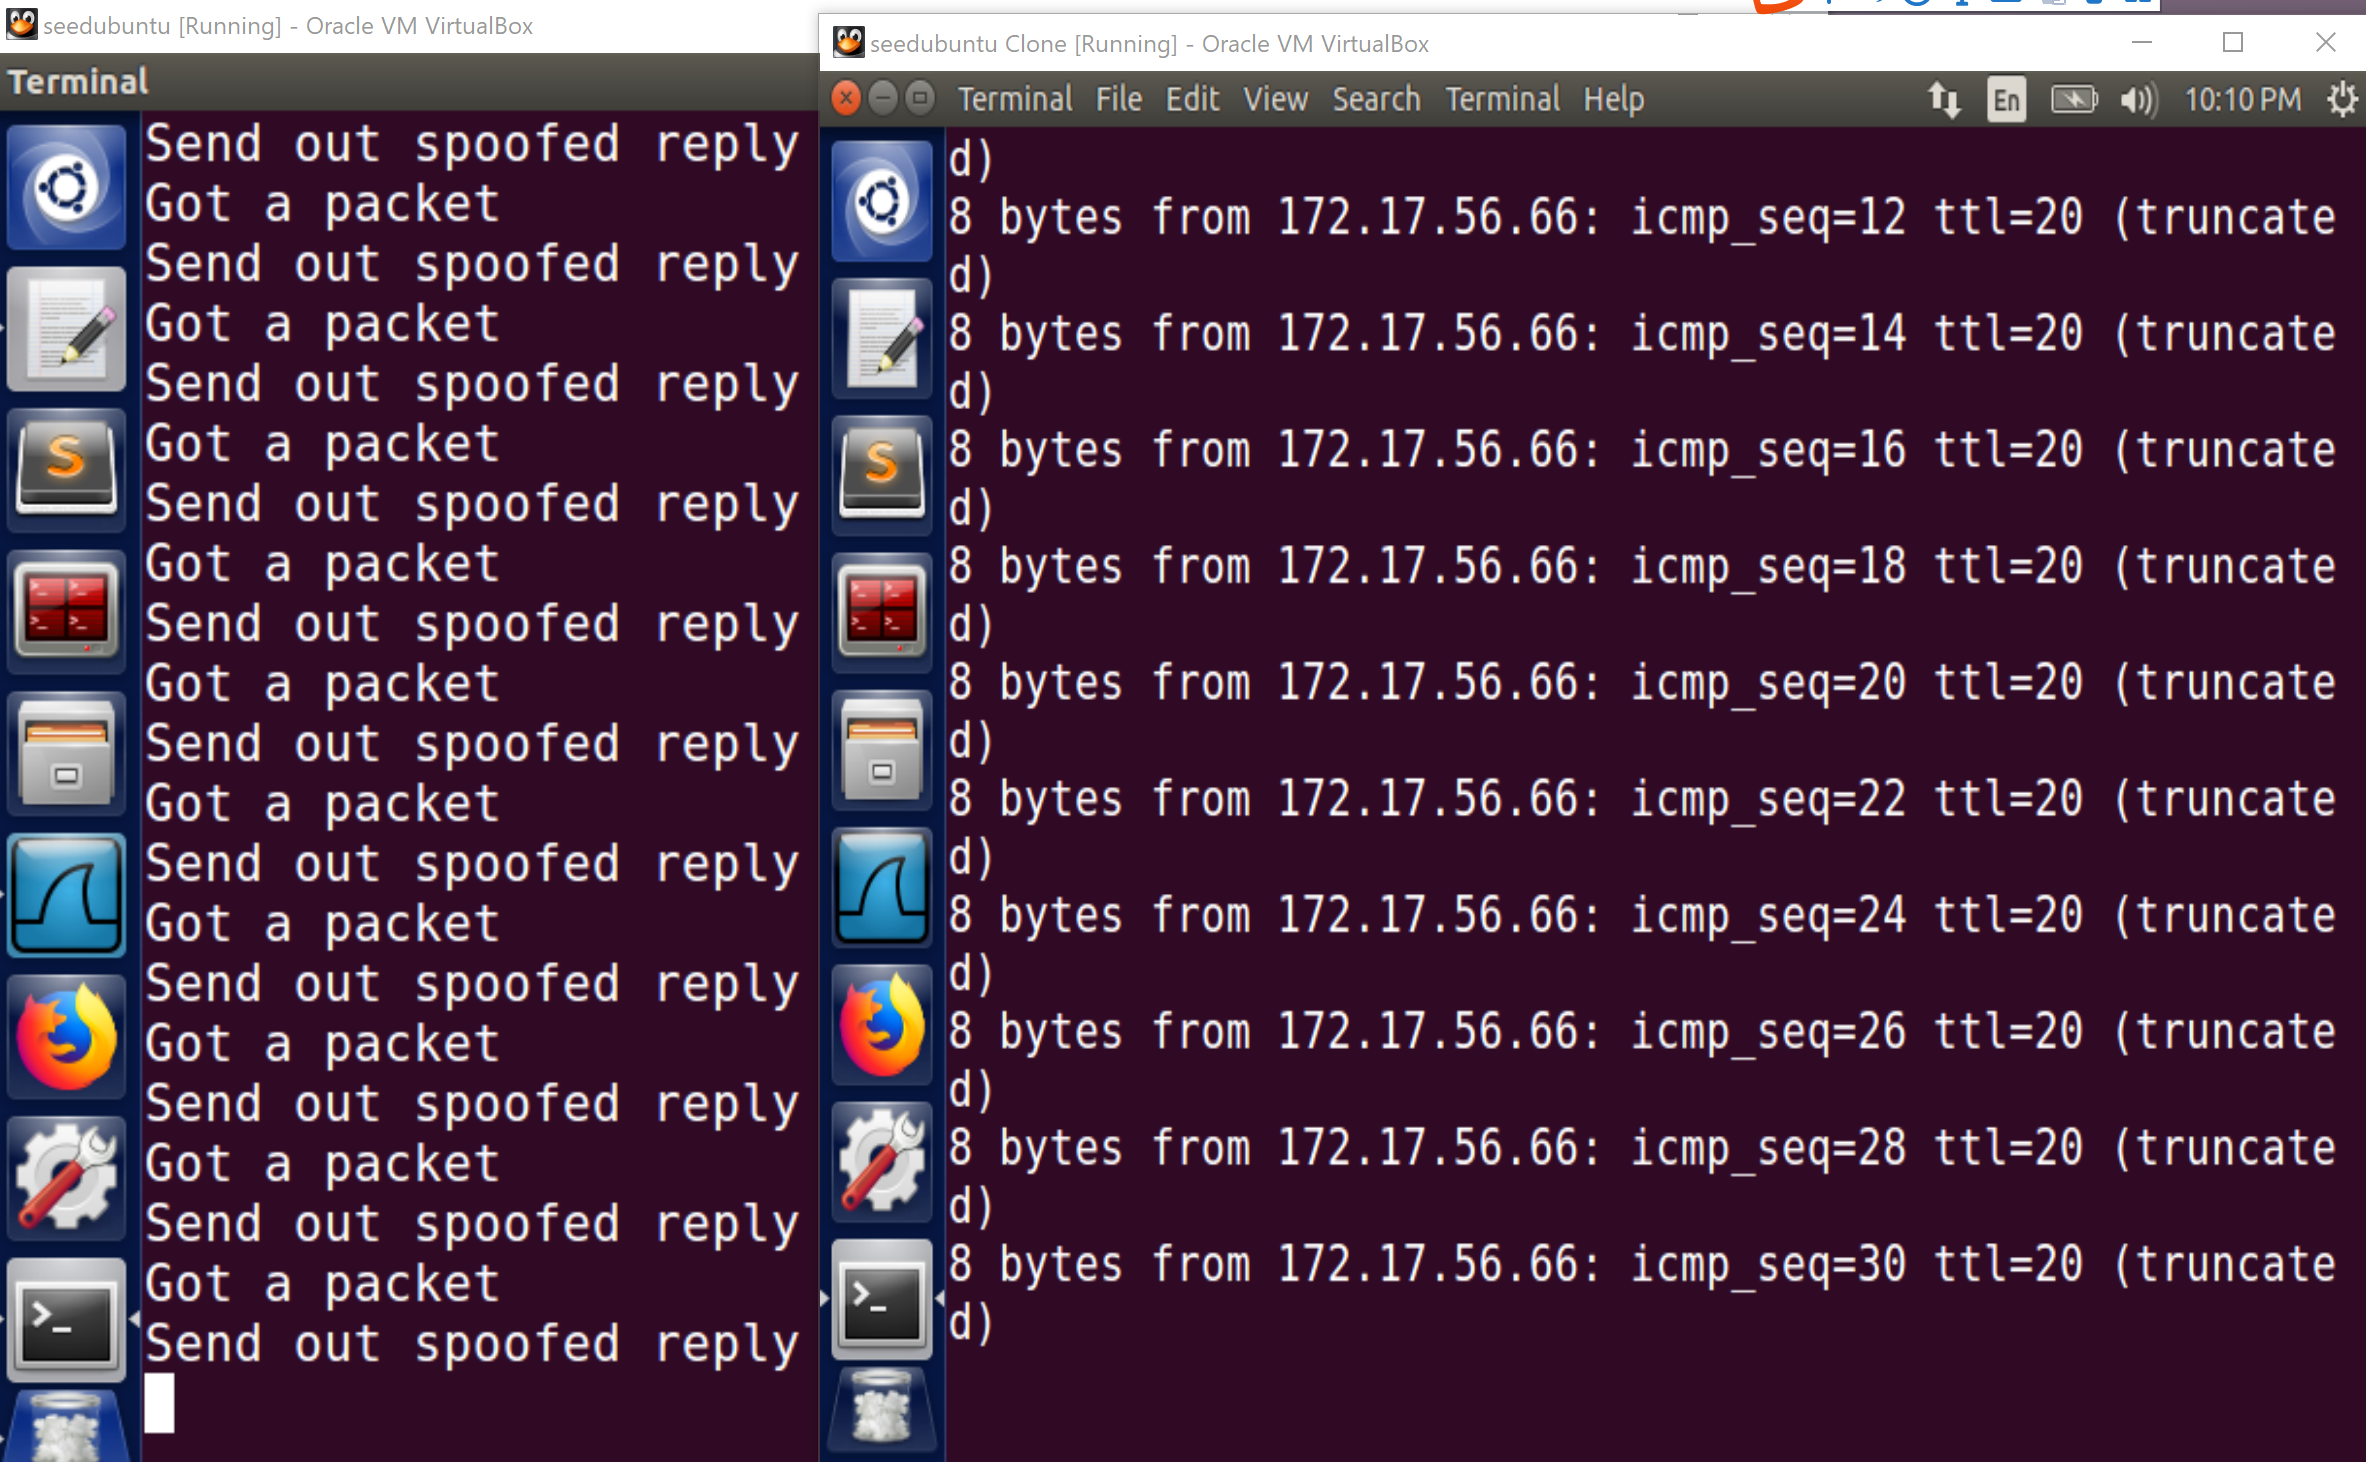 seedubuntu [Running] - Oracle VM VirtualBox
Terminal
Send out spoofed reply
Got a packet
Send out spoofed reply
Got a packet
Send out spoofed reply
Got a packet
Send out spoofed reply
Got a packet
Send out spoofed reply
Got a packet
Send out spoofed reply
Got a packet
Send out spoofed reply
Got a packet
Send out spoofed reply
Got a packet
Send out spoofed reply
Got a packet
Send out spoofed reply
Got a packet
Send out spoofed reply
seedubuntu Clone [Running] - Oracle VM VirtualBox
Terminal File Edit View Search Terminal Help En 10:10 PM
d)
8 bytes from 172.17.56.66: icmp_seq=12 ttl=20 (truncate
d)
8 bytes from 172.17.56.66: icmp_seq=14 ttl=20 (truncate
d)
8 bytes from 172.17.56.66: icmp_seq=16 ttl=20 (truncate
d)
8 bytes from 172.17.56.66: icmp_seq=18 ttl=20 (truncate
d)
8 bytes from 172.17.56.66: icmp_seq=20 ttl=20 (truncate
d)
8 bytes from 172.17.56.66: icmp_seq=22 ttl=20 (truncate
d)
8 bytes from 172.17.56.66: icmp_seq=24 ttl=20 (truncate
d)
8 bytes from 172.17.56.66: icmp_seq=26 ttl=20 (truncate
d)
8 bytes from 172.17.56.66: icmp_seq=28 ttl=20 (truncate
d)
8 bytes from 172.17.56.66: icmp_seq=30 ttl=20 (truncate
d)